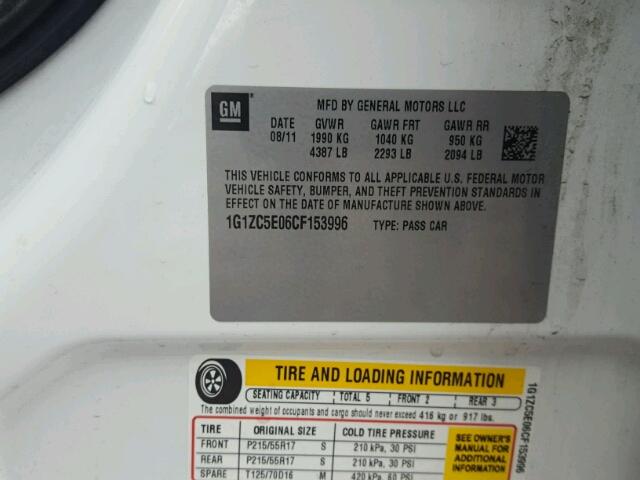 GM
MFD BY GENERAL MOTORS LLC
DATE GVWR GAWR FRT GAWR RR
08/11 1990 KG 1040 KG 950 KG
4387 LB 2293 LB 2094 LB
THIS VEHICLE CONFORMS TO ALL APPLICABLE U.S. FEDERAL MOTOR
VEHICLE SAFETY, BUMPER, AND THEFT PREVENTION STANDARDS IN
EFFECT ON THE DATE OF MANUFACTURE SHOWN ABOVE.
1G1ZC5E06CF153996 TYPE: PASS CAR
TIRE AND LOADING INFORMATION
SEATING CAPACITY TOTAL 5 FRONT 2 REAR 3
The combined weight of occupants and cargo should never exceed 416 kg or 917 lbs.
TIRE ORIGINAL SIZE COLD TIRE PRESSURE
FRONT P215/55R17 S 210 kPa, 30 PSI
REAR P215/55R17 S 210 kPa, 30 PSI
SPARE T125/70D16 M 420 kPa, 60 PSI
SEE OWNER'S
MANUAL FOR
ADDITIONAL
INFORMATION
1G1ZC5E06CF153996